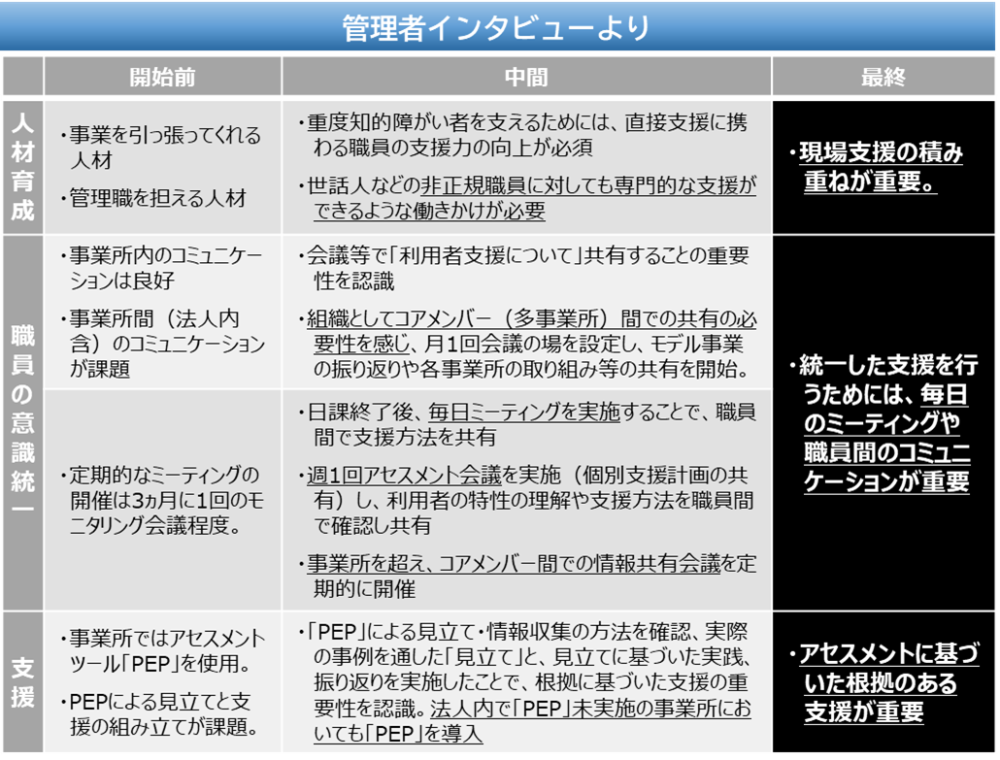 管理者インタビューより
開始前
中間
最終
人材育成
・事業を引っ張ってくれる
人材
・管理職を担える人材
・重度知的障がい者を支えるためには、直接支援に携
わる職員の支援力の向上が必須
・世話人などの非正規職員に対しても専門的な支援が
できるような働きかけが必要
・現場支援の積み
重ねが重要。
職員の意識統一
・事業所内のコミュニケー
ションは良好
・事業所間（法人内
含）のコミュニケーション
が課題
・会議等で「利用者支援について」共有することの重要
性を認識
・組織としてコアメンバー（多事業所）間での共有の必
要性を感じ、月1回会議の場を設定し、モデル事業
の振り返りや各事業所の取り組み等の共有を開始。
・定期的なミーティングの
開催は3ヵ月に1回のモ
ニタリング会議程度。
・日課終了後、毎日ミーティングを実施することで、職員
間で支援方法を共有
・週1回アセスメント会議を実施（個別支援計画の共
有）し、利用者の特性の理解や支援方法を職員間
で確認し共有
・事業所を超え、コアメンバー間での情報共有会議を定
期的に開催
・統一した支援を行
うためには、毎日
のミーティングや
職員間のコミュニ
ケーションが重要
支援
・事業所ではアセスメント
ツール「PEP」を使用。
・PEPによる見立てと支
援の組み立てが課題。
・「PEP」による見立て・情報収集の方法を確認、実際
の事例を通した「見立て」と、見立てに基づいた実践、
振り返りを実施したことで、根拠に基づいた支援の重
要性を認識。法人内で「PEP」未実施の事業所にお
いても「PEP」を導入
・アセスメントに基づ
いた根拠のある
支援が重要